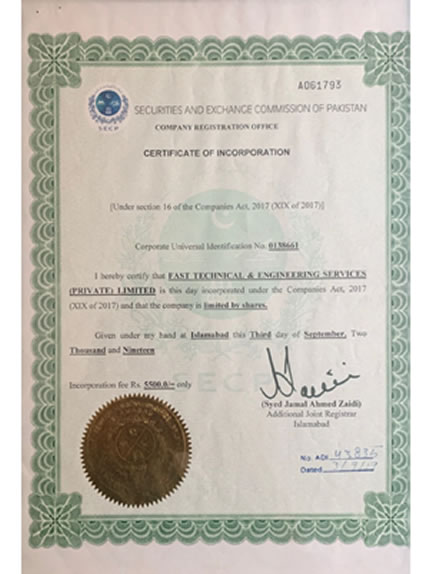 A061793
SECP
SECURITIES AND EXCHANGE COMMISSION OF PAKISTAN
COMPANY REGISTRATION OFFICE
CERTIFICATE OF INCORPORATION
[Under section 16 of the Companies Act, 2017 (XIX of 2017)]
Corporate Universal Identification No. 0138661
I hereby certify that FAST TECHNICAL & ENGINEERING SERVICES
(PRIVATE) LIMITED is this day incorporated under the Companies Act, 2017
(XIX of 2017) and that the company is limited by shares.
Given under my hand at Islamabad this Third day of September, Two
Thousand and Nineteen
Incorporation fee Rs. 5500.0/= only
SECP
(Syed Jamal Ahmed Zaidi)
Additional Joint Registrar
Islamabad
No. ADI
Dated